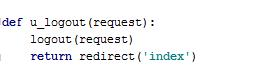 def u_logout(request):
    logout(request)
    return redirect('index')